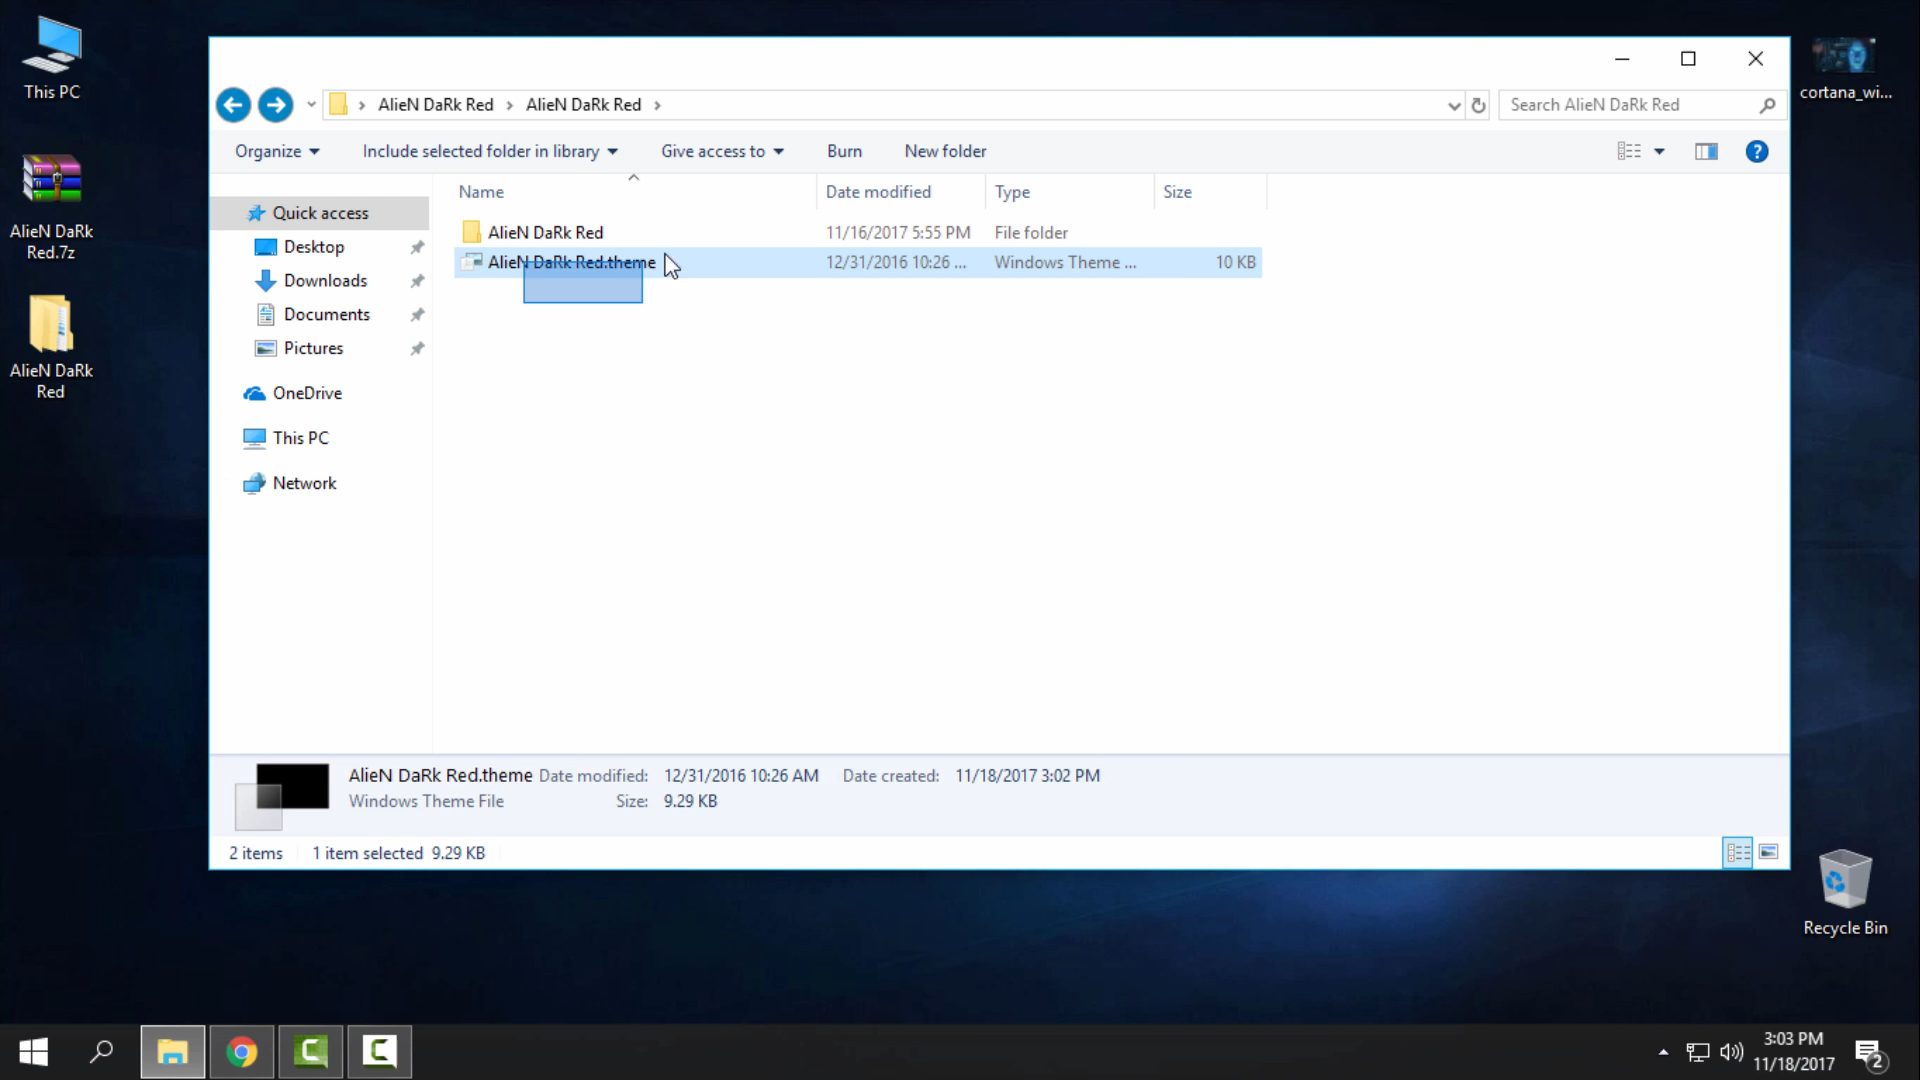 This PC
AlieN DaRk
Red.7z
AlieN DaRk
Red
AlieN DaRk Red
AlieN DaRk Red
Search AlieN DaRk Red
Organize
Include selected folder in library
Give access to
Burn
New folder
?
Quick access
Desktop
Downloads
Documents
Pictures
OneDrive
This PC
Network
Name Date modified Type Size
AlieN DaRk Red 11/16/2017 5:55 PM File folder
AlieN DaRk Red.theme 12/31/2016 10:26 ... Windows Theme ... 10 KB
AlieN DaRk Red.theme Date modified: 12/31/2016 10:26 AM Date created: 11/18/2017 3:02 PM
Windows Theme File Size: 9.29 KB
2 items 1 item selected 9.29 KB
cortana_wi...
Recycle Bin
3:03 PM
11/18/2017
2